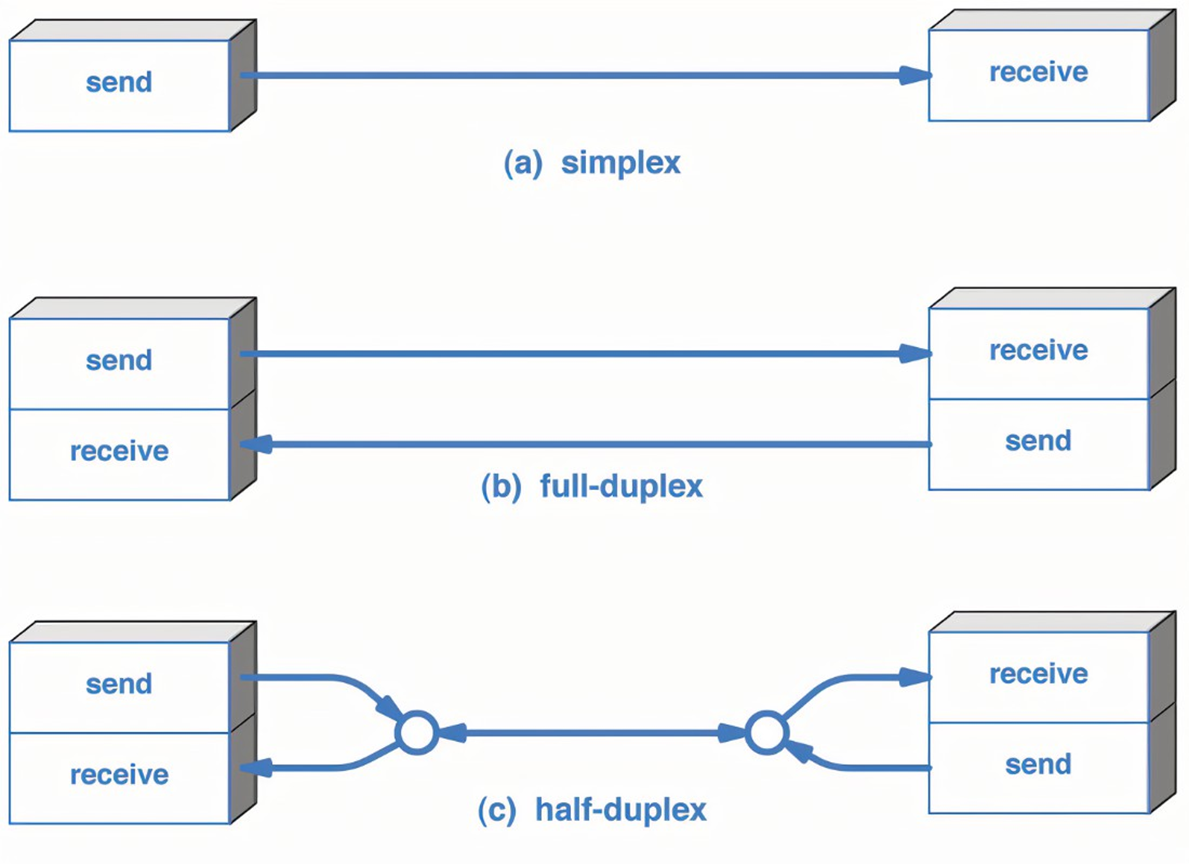 send
receive
(a) simplex
send
receive
receive
send
(b) full-duplex
send
receive
receive
send
(c) half-duplex